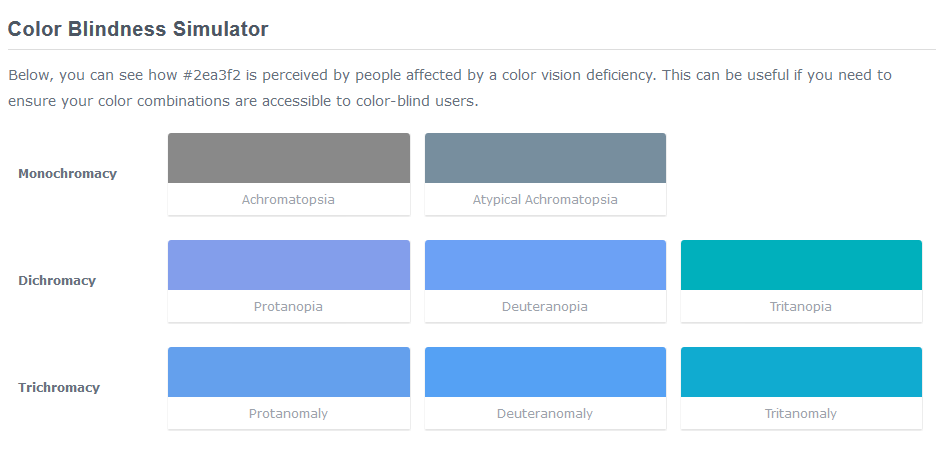 Color Blindness Simulator
Below, you can see how #2ea3f2 is perceived by people affected by a color vision deficiency. This can be useful if you need to
ensure your color combinations are accessible to color-blind users.
Monochromacy
Achromatopsia
Atypical Achromatopsia
Dichromacy
Protanopia
Deuteranopia
Tritanopia
Trichromacy
Protanomaly
Deuteranomaly
Tritanomaly